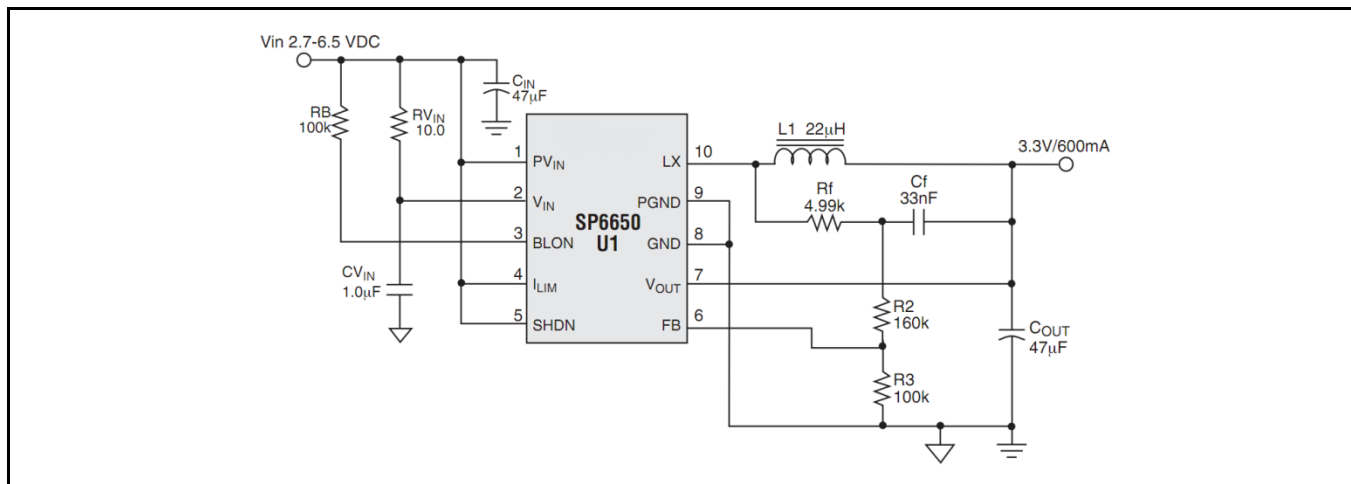 Vin 2.7-6.5 VDC
CIN
47µF
RB
100k
RVIN
10.0
L1 22µH
3.3V/600mA
1
PVIN
LX
10
Rf
4.99k
Cf
33nF
2
VIN
PGND
9
SP6650
U1
3
BLON
GND
8
CVIN
1.0µF
4
ILIM
VOUT
7
5
SHDN
FB
6
R2
160k
COUT
47µF
R3
100k